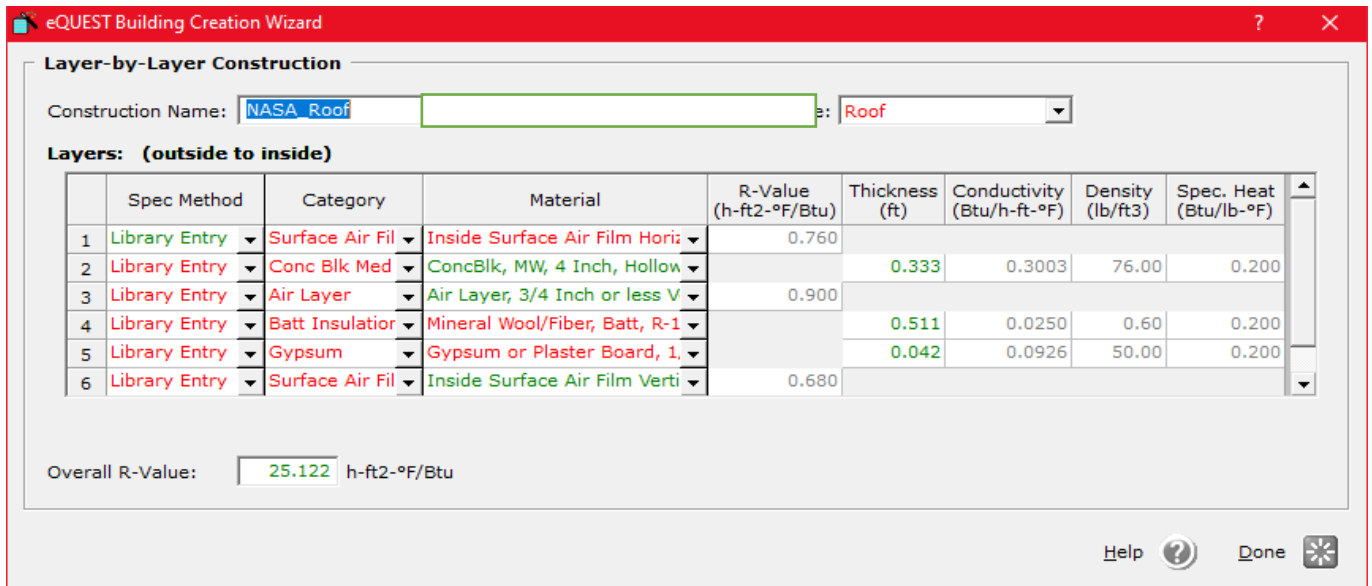 eQUEST Building Creation Wizard ?
Layer-by-Layer Construction
Construction Name: NASA_Roof e: Roof
Layers: (outside to inside)
Spec Method Category Material R-Value (h-ft2-°F/Btu) Thickness (ft) Conductivity (Btu/h-ft-°F) Density (lb/ft3) Spec. Heat (Btu/lb-°F)
1 Library Entry Surface Air Fil Inside Surface Air Film Horiz 0.760
2 Library Entry Conc Blk Med ConcBlk, MW, 4 Inch, Hollow 0.333 0.3003 76.00 0.200
3 Library Entry Air Layer Air Layer, 3/4 Inch or less V 0.900
4 Library Entry Batt Insulation Mineral Wool/Fiber, Batt, R-1 0.511 0.0250 0.60 0.200
5 Library Entry Gypsum Gypsum or Plaster Board, 1/ 0.042 0.0926 50.00 0.200
6 Library Entry Surface Air Fil Inside Surface Air Film Verti 0.680
Overall R-Value: 25.122 h-ft2-°F/Btu
Help ? Done